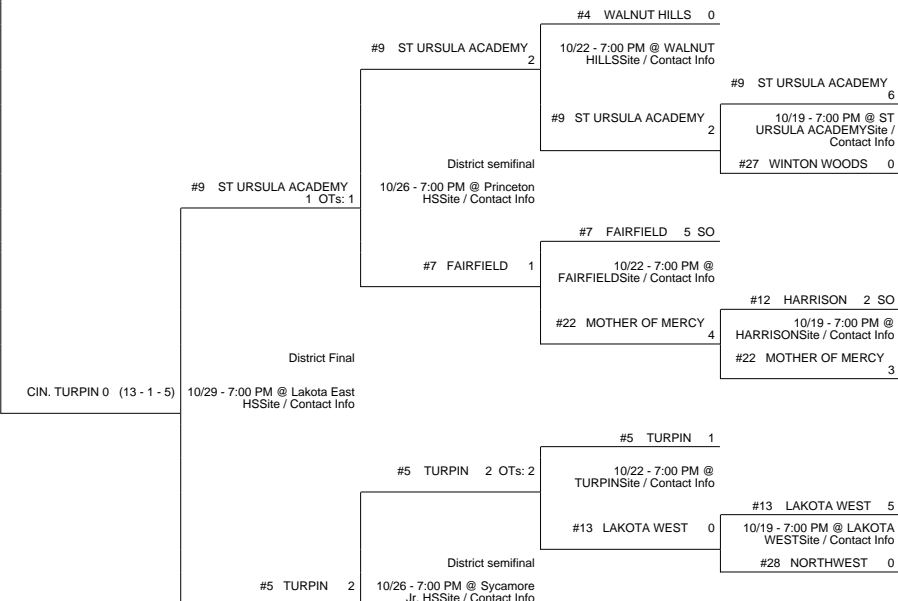 #4 WALNUT HILLS 0
#9 ST URSULA ACADEMY
2
10/22 - 7:00 PM @ WALNUT
HILLSSite / Contact Info
#9 ST URSULA ACADEMY
6
#9 ST URSULA ACADEMY
2
10/19 - 7:00 PM @ ST
URSULA ACADEMYSite /
Contact Info
#27 WINTON WOODS 0
District semifinal
#9 ST URSULA ACADEMY
1 OTs: 1
10/26 - 7:00 PM @ Princeton
HSSite / Contact Info
#7 FAIRFIELD 5 SO
#7 FAIRFIELD 1
10/22 - 7:00 PM @
FAIRFIELDSite / Contact Info
#12 HARRISON 2 SO
#22 MOTHER OF MERCY
4
10/19 - 7:00 PM @
HARRISONSite / Contact Info
#22 MOTHER OF MERCY
3
District Final
CIN. TURPIN 0 (13 - 1 - 5)
10/29 - 7:00 PM @ Lakota East
HSSite / Contact Info
#5 TURPIN 1
#5 TURPIN 2 OTs: 2
10/22 - 7:00 PM @
TURPINSite / Contact Info
#13 LAKOTA WEST 5
#13 LAKOTA WEST 0
10/19 - 7:00 PM @ LAKOTA
WESTSite / Contact Info
#28 NORTHWEST 0
District semifinal
#5 TURPIN 2
10/26 - 7:00 PM @ Sycamore
Jr. HSSite / Contact Info